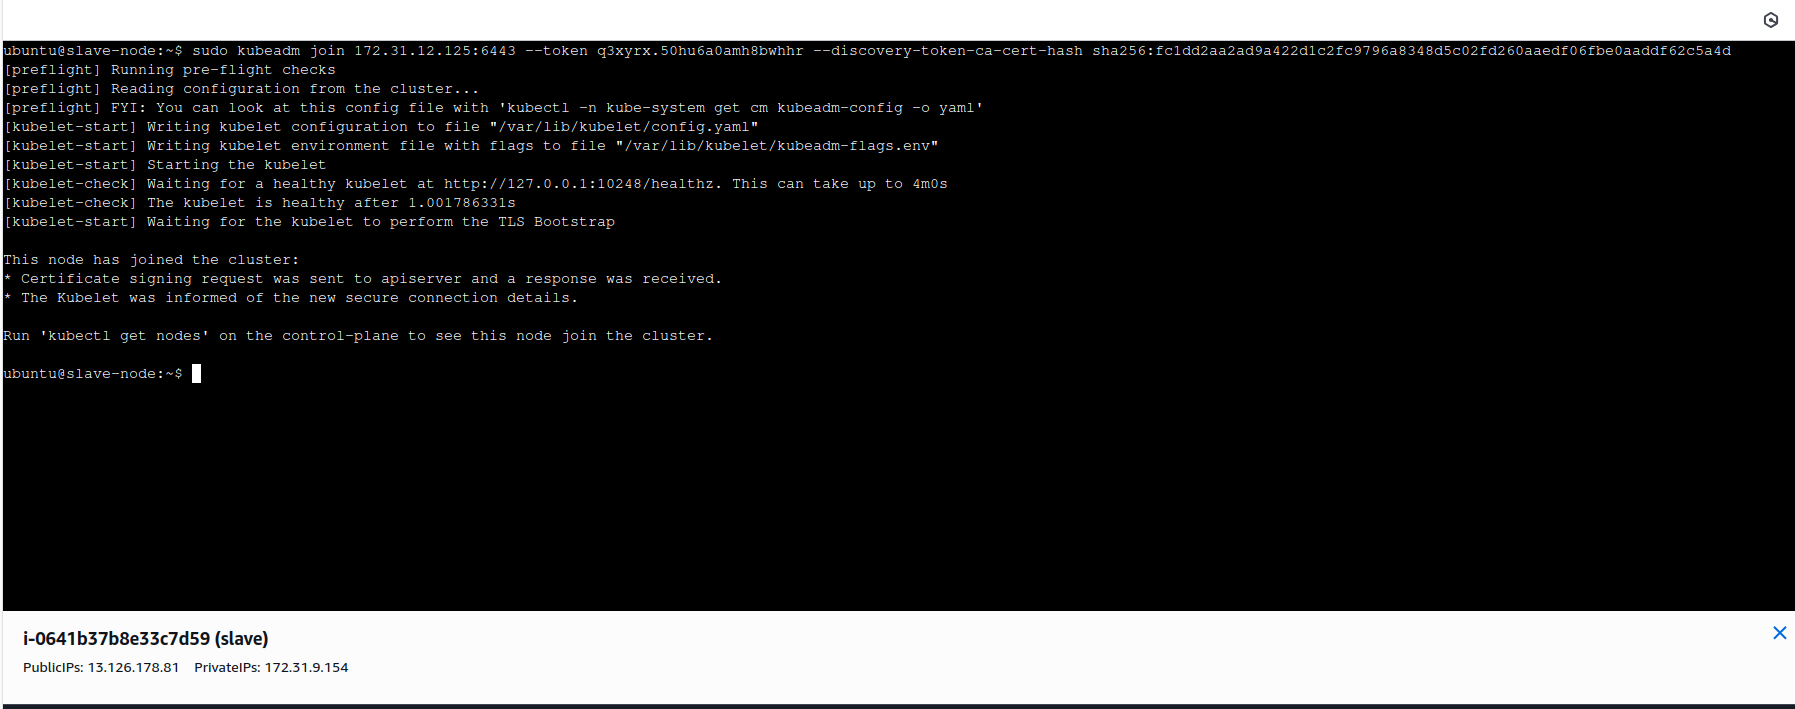 ubuntu@slave-node:~$ sudo kubeadm join 172.31.12.125:6443 --token q3xyrx.50hu6a0amh8bwhhr --discovery-token-ca-cert-hash sha256:fc1dd2aa2ad9a422d1c2fc9796a8348d5c02fd260aaedf06fbe0aaddf62c5a4d
[preflight] Running pre-flight checks
[preflight] Reading configuration from the cluster...
[preflight] FYI: You can look at this config file with 'kubectl -n kube-system get cm kubeadm-config -o yaml'
[kubelet-start] Writing kubelet configuration to file "/var/lib/kubelet/config.yaml"
[kubelet-start] Writing kubelet environment file with flags to file "/var/lib/kubelet/kubeadm-flags.env"
[kubelet-start] Starting the kubelet
[kubelet-check] Waiting for a healthy kubelet at http://127.0.0.1:10248/healthz. This can take up to 4m0s
[kubelet-check] The kubelet is healthy after 1.001786331s
[kubelet-start] Waiting for the kubelet to perform the TLS Bootstrap
This node has joined the cluster:
* Certificate signing request was sent to apiserver and a response was received.
* The Kubelet was informed of the new secure connection details.
Run 'kubectl get nodes' on the control-plane to see this node join the cluster.
ubuntu@slave-node:~$
i-0641b37b8e33c7d59 (slave)
PublicIPs: 13.126.178.81 PrivateIPs: 172.31.9.154